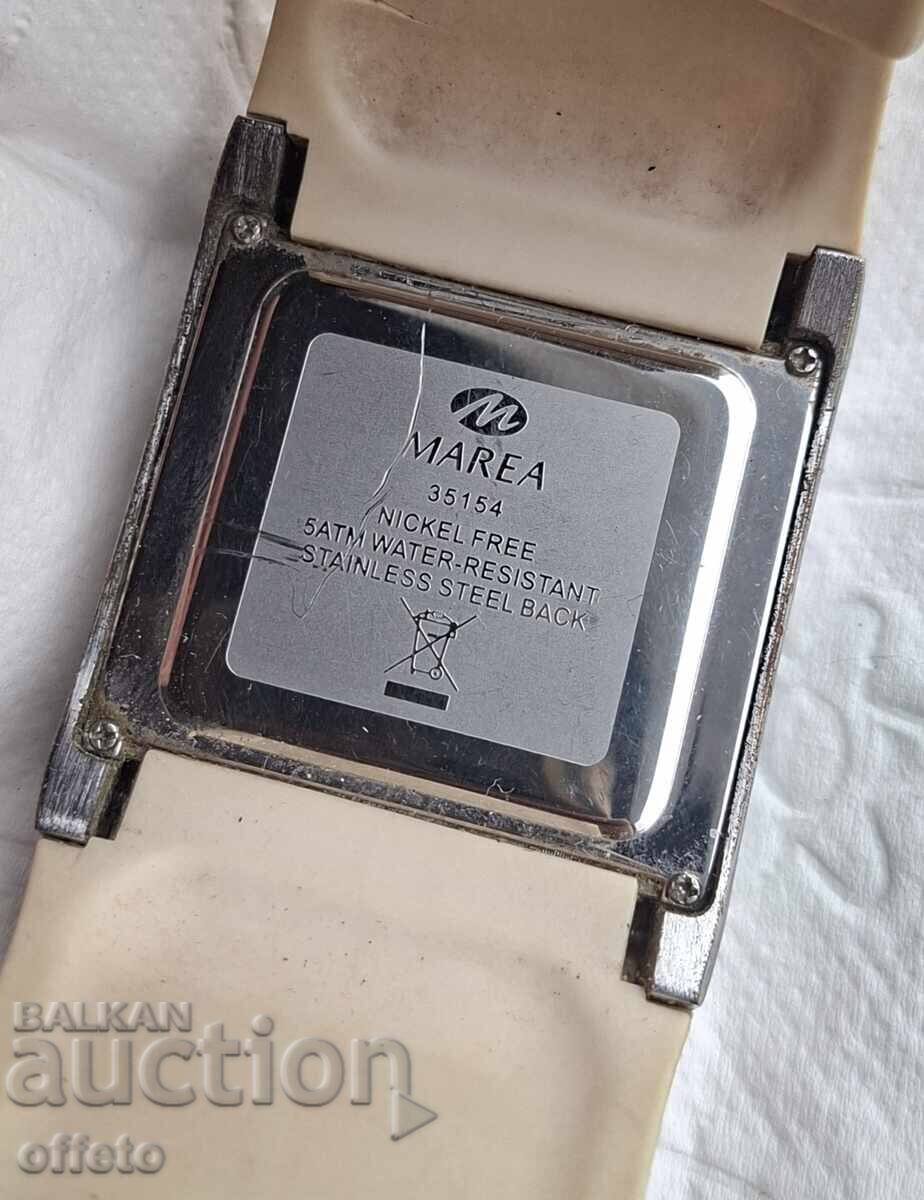 MAREA
35154
NICKEL FREE
5ATM WATER-RESISTANT
STAINLESS STEEL BACK
BALKAN
auction
offeto